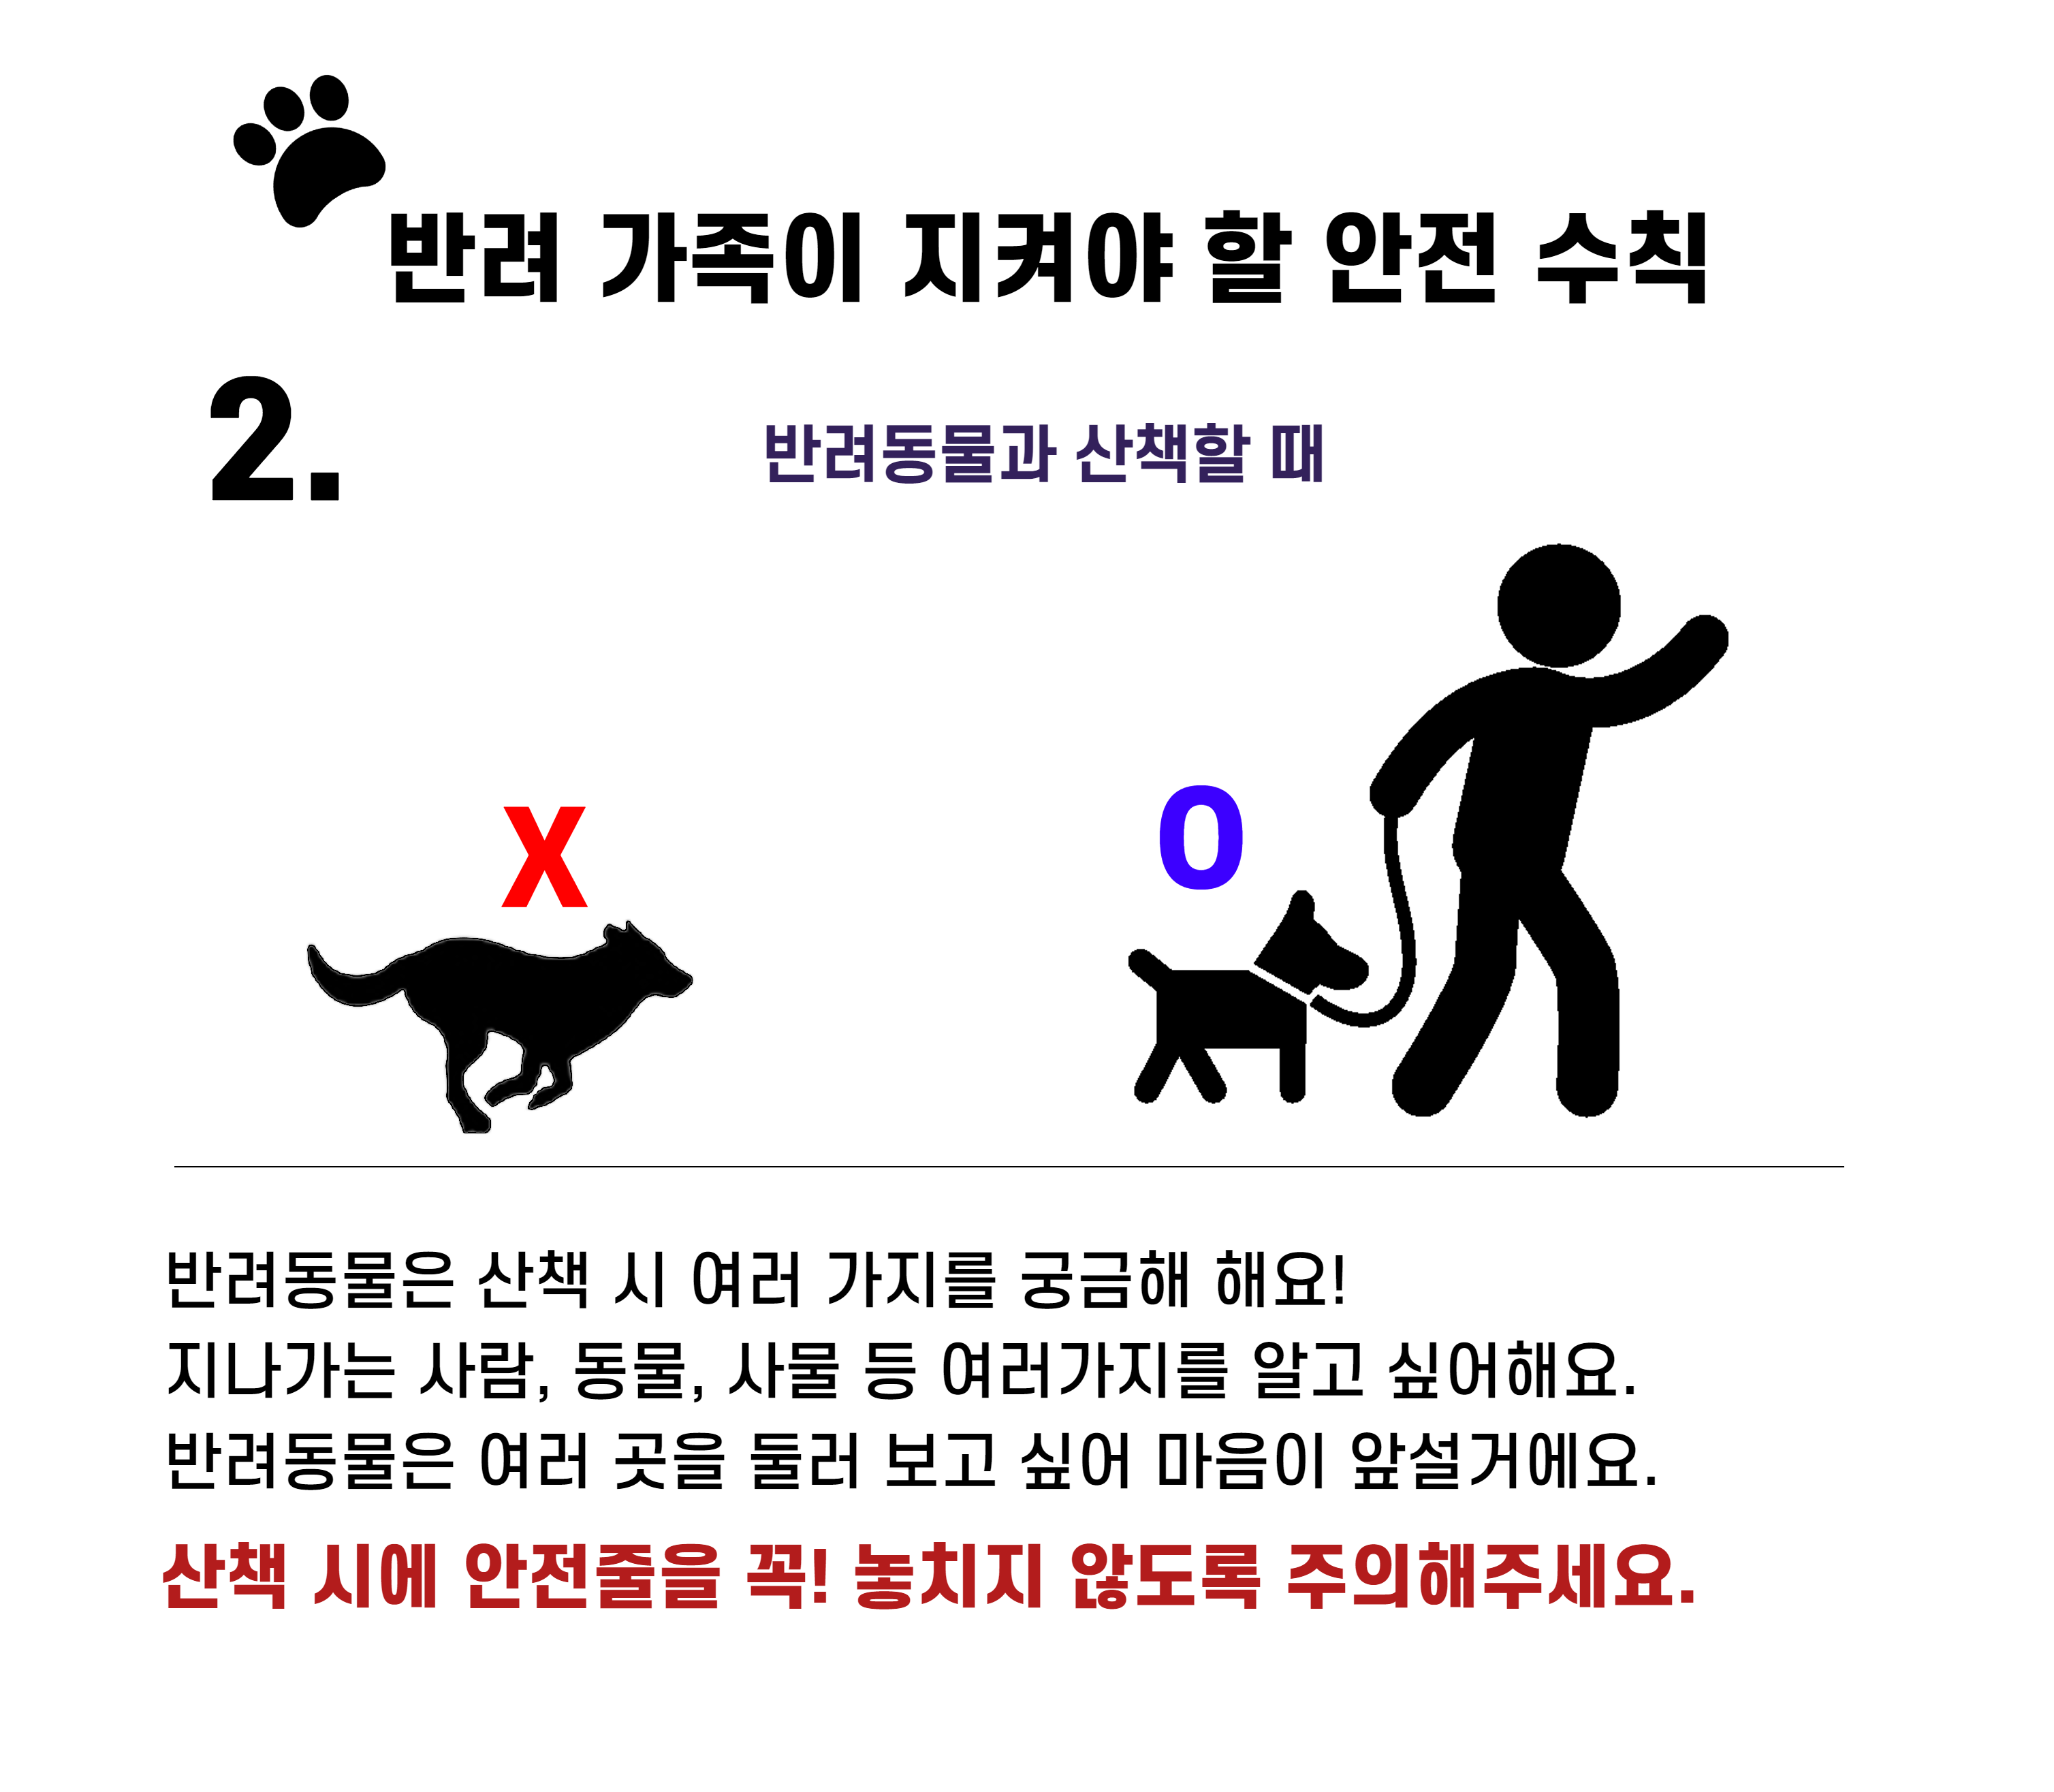 반려 가족이 지켜야 할 안전 수칙
2.
반려동물과 산책할 때
X
O
반려동물은 산책 시 여러 가지를 궁금해 해요!
지나가는 사람, 동물, 사물 등 여러가지를 알고 싶어해요.
반려동물은 여러 곳을 둘러 보고 싶어 마음이 앞설거예요.
산책 시에 안전줄을 꼭! 놓치지 않도록 주의해주세요.